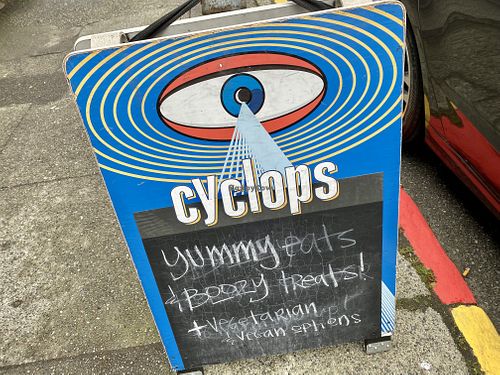 cyclops
yummy eats
& BOOZY treats!
+ vegetarian
vegan options